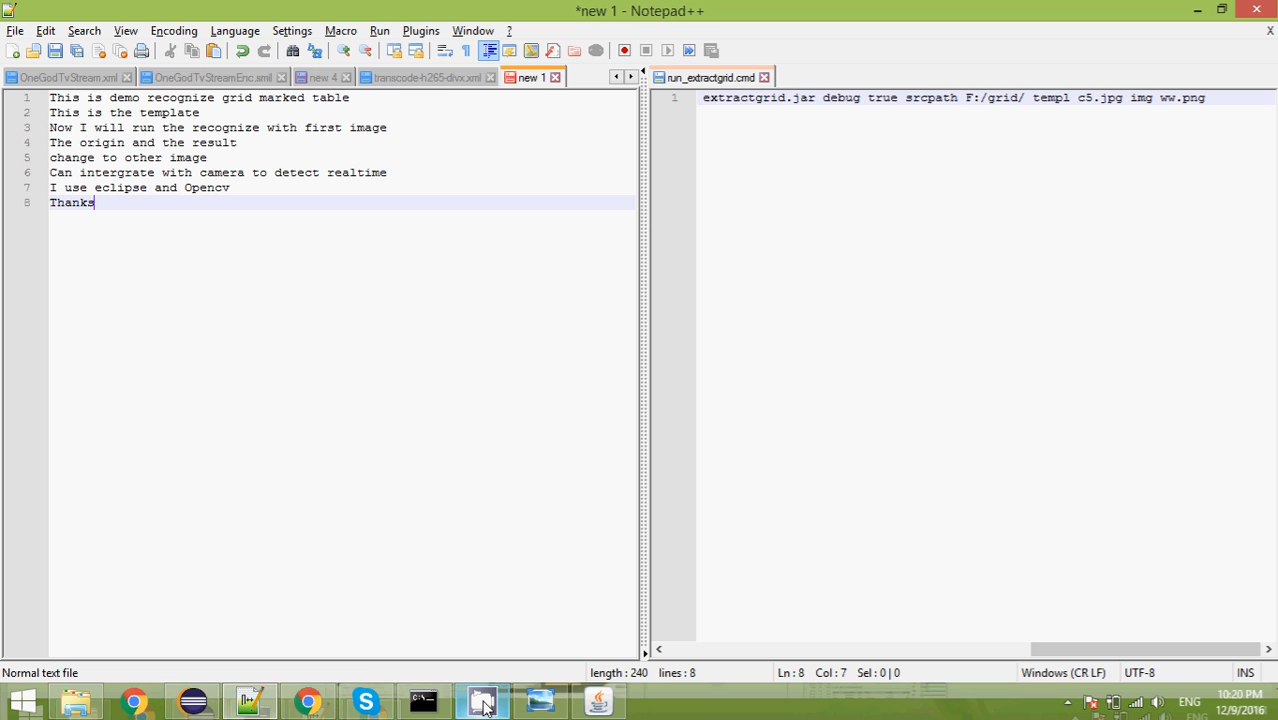 *new 1 - Notepad++
File Edit Search View Encoding Language Settings Macro Run Plugins Window ? X
OneGodTvStream.xml OneGodTvStreamEnc.smil new 4 transcode-h265-divx.xml new 1 run_extractgrid.cmd
1 This is demo recognize grid marked table
2 This is the template
3 Now I will run the recognize with first image
4 The origin and the result
5 change to other image
6 Can intergrate with camera to detect realtime
7 I use eclipse and Opencv
8 Thanks
1 extractgrid.jar debug true srcpath F:/grid/ templ c5.jpg img ww.png
Normal text file length : 240 lines : 8 Ln : 8 Col : 7 Sel : 0 | 0 Windows (CR LF) UTF-8 INS
ENG 10:20 PM
12/9/2016